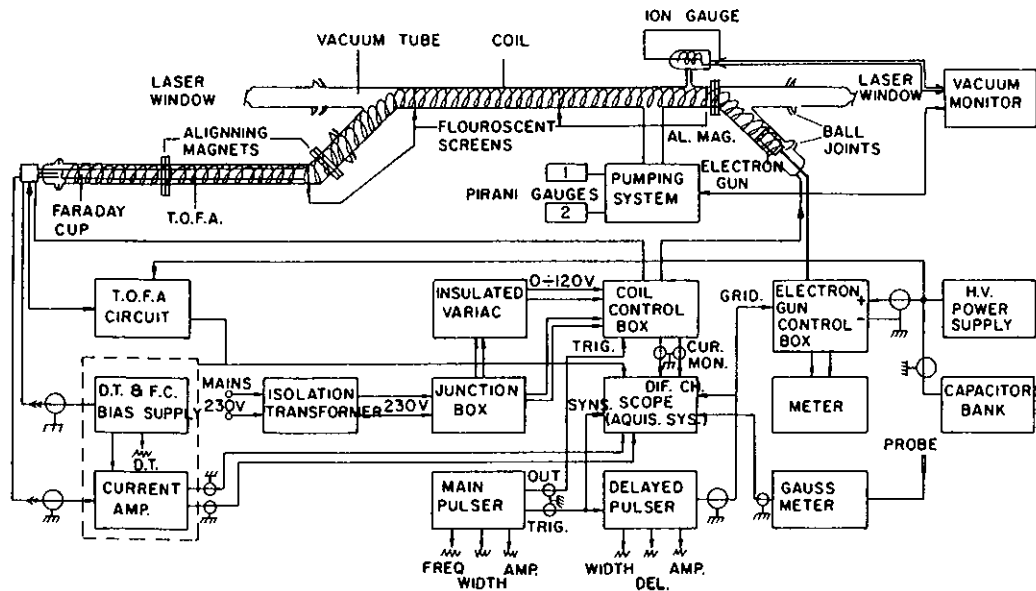 ION GAUGE
VACUUM TUBE
COIL
LASER
WINDOW
LASER
WINDOW
VACUUM
MONITOR
ALIGNNING
MAGNETS
FLOUROSCENT
SCREENS
AL. MAG.
BALL
JOINTS
ELECTRON
GUN
FARADAY
CUP
T.O.F.A.
PIRANI GAUGES
1
2
PUMPING
SYSTEM
T.O.F.A
CIRCUIT
INSULATED
VARIAC
0÷120V
COIL
CONTROL
BOX
GRID.
ELECTRON
GUN
CONTROL
BOX
+
−
H.V.
POWER
SUPPLY
TRIG.
CUR.
MON.
D.T. & F.C.
BIAS SUPPLY
MAINS
230V
ISOLATION
TRANSFORMER
230V
JUNCTION
BOX
SYNS.
DIF. CH.
SCOPE
(AQUIS. SYS.)
METER
CAPACITOR
BANK
PROBE
D.T.
CURRENT
AMP.
MAIN
PULSER
OUT
TRIG.
DELAYED
PULSER
GAUSS
METER
FREQ
WIDTH
AMP.
WIDTH
DEL.
AMP.